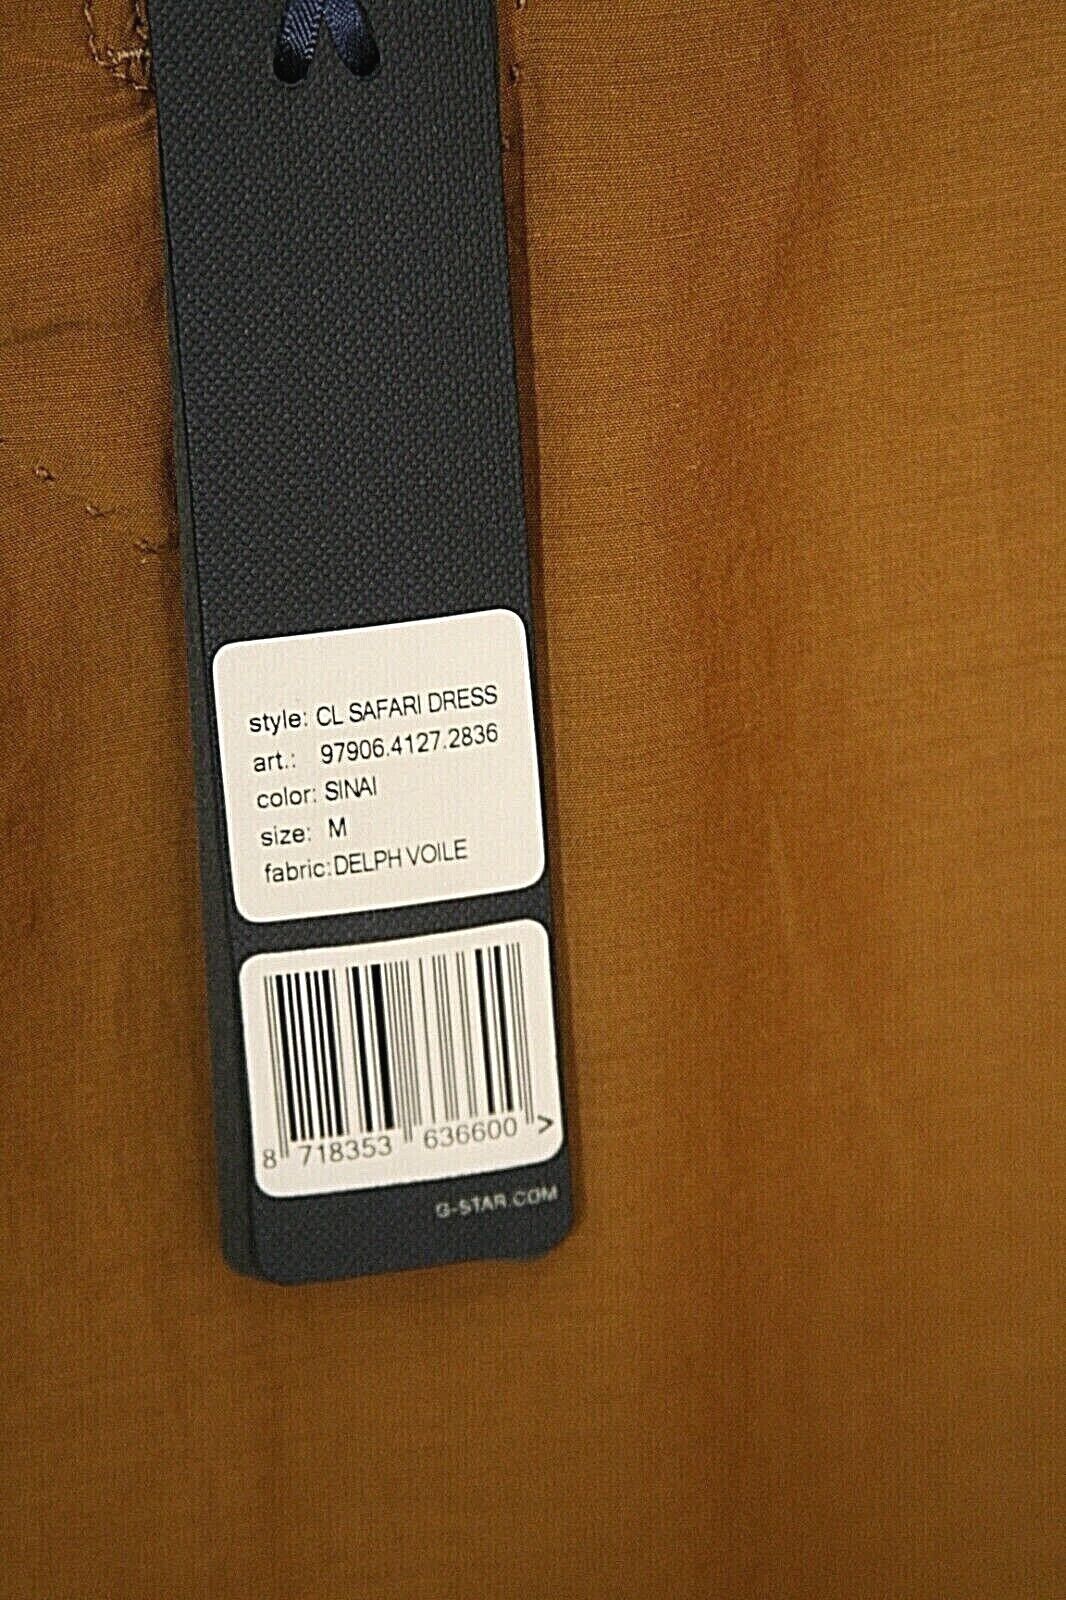 style: CL SAFARI DRESS
art.: 97906.4127.2836
color: SINAI
size: M
fabric: DELPH VOILE
8 718353 636600 >
G-STAR.COM